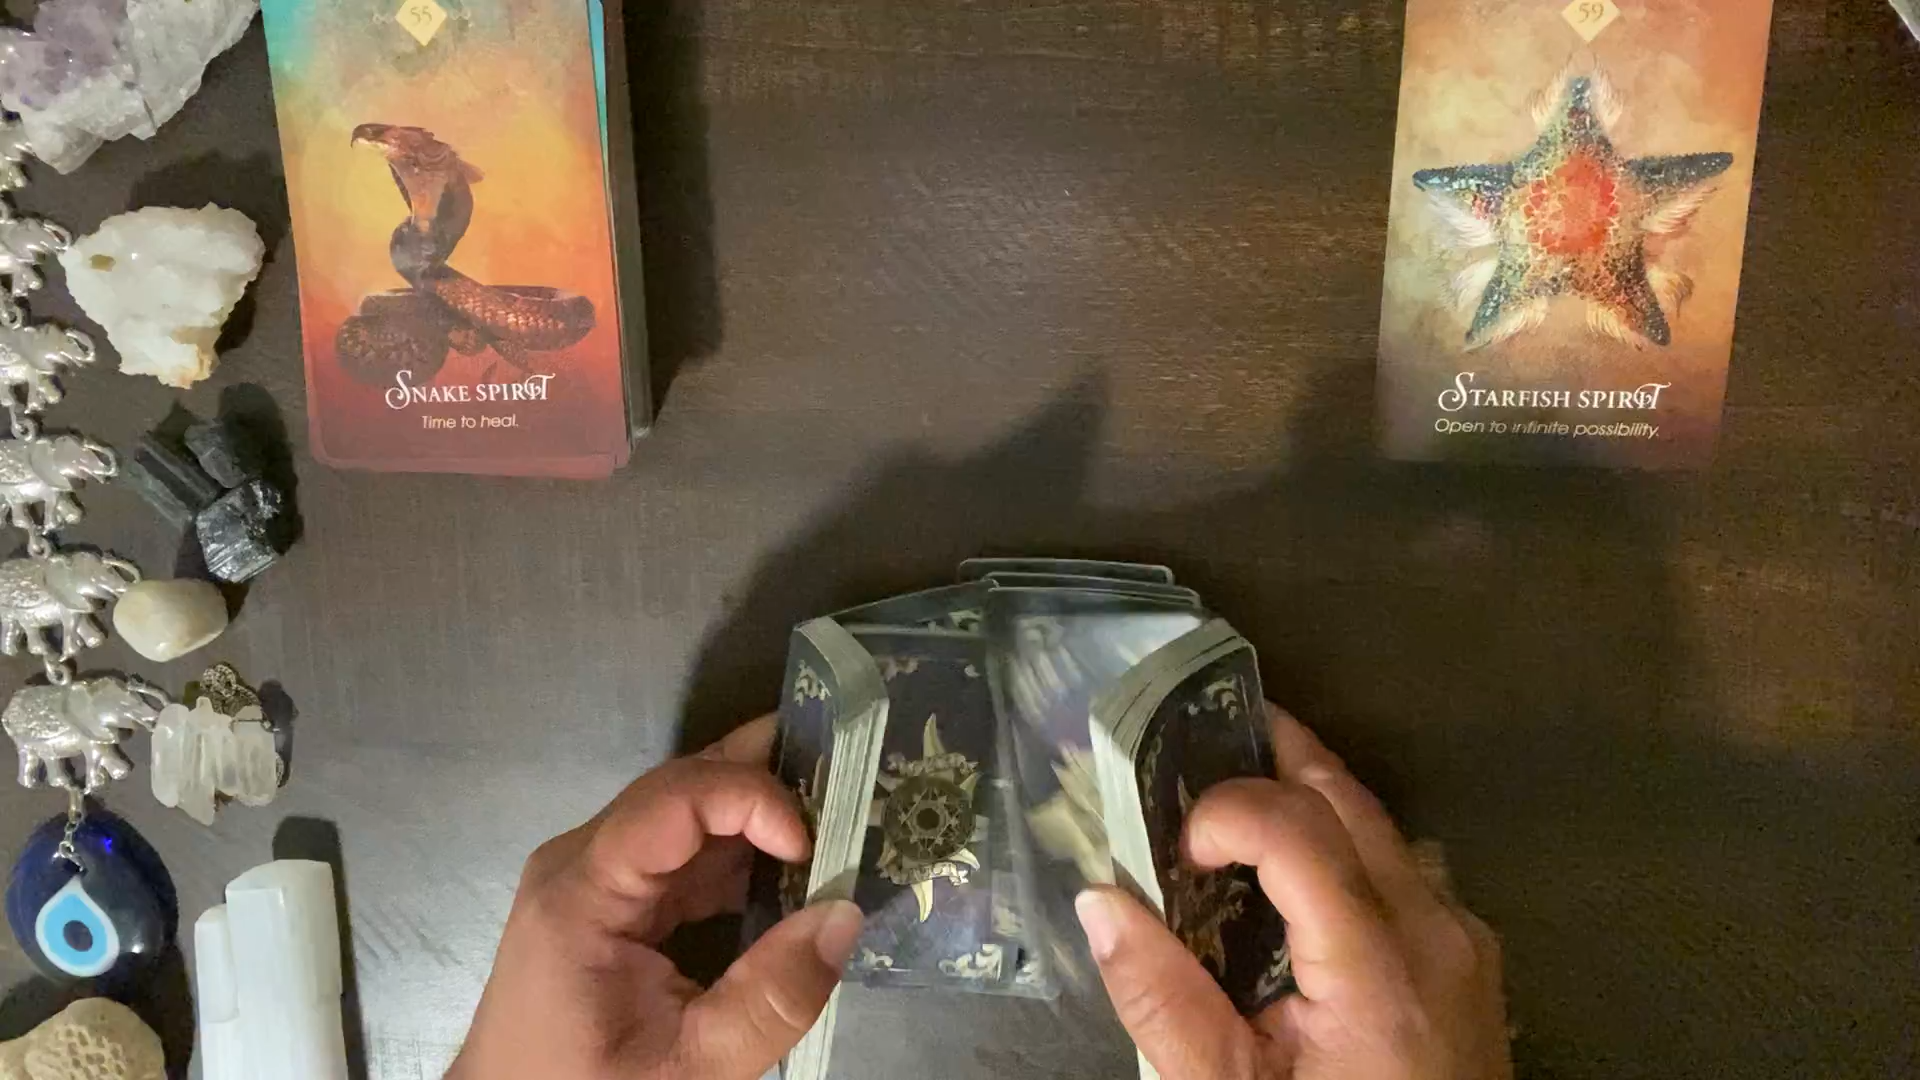 55
SNAKE SPIRIT
Time to heal.
59
STARFISH SPIRIT
Open to infinite possibility.